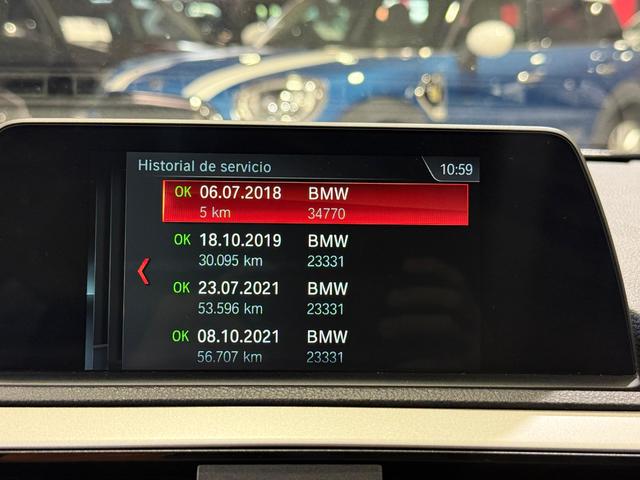 Historial de servicio 10:59
OK 06.07.2018 BMW
5 km 34770
OK 18.10.2019 BMW
30.095 km 23331
OK 23.07.2021 BMW
53.596 km 23331
OK 08.10.2021 BMW
56.707 km 23331